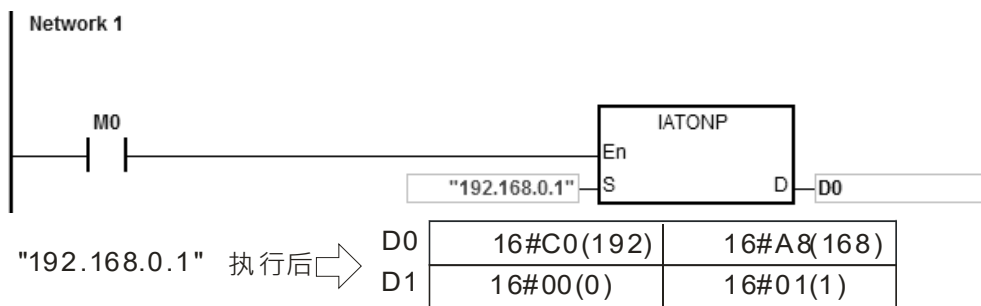 Network 1
M0
IATONP
En
"192.168.0.1" S D D0
"192.168.0.1" 执行后
D0 16#C0(192) 16#A8(168)
D1 16#00(0) 16#01(1)